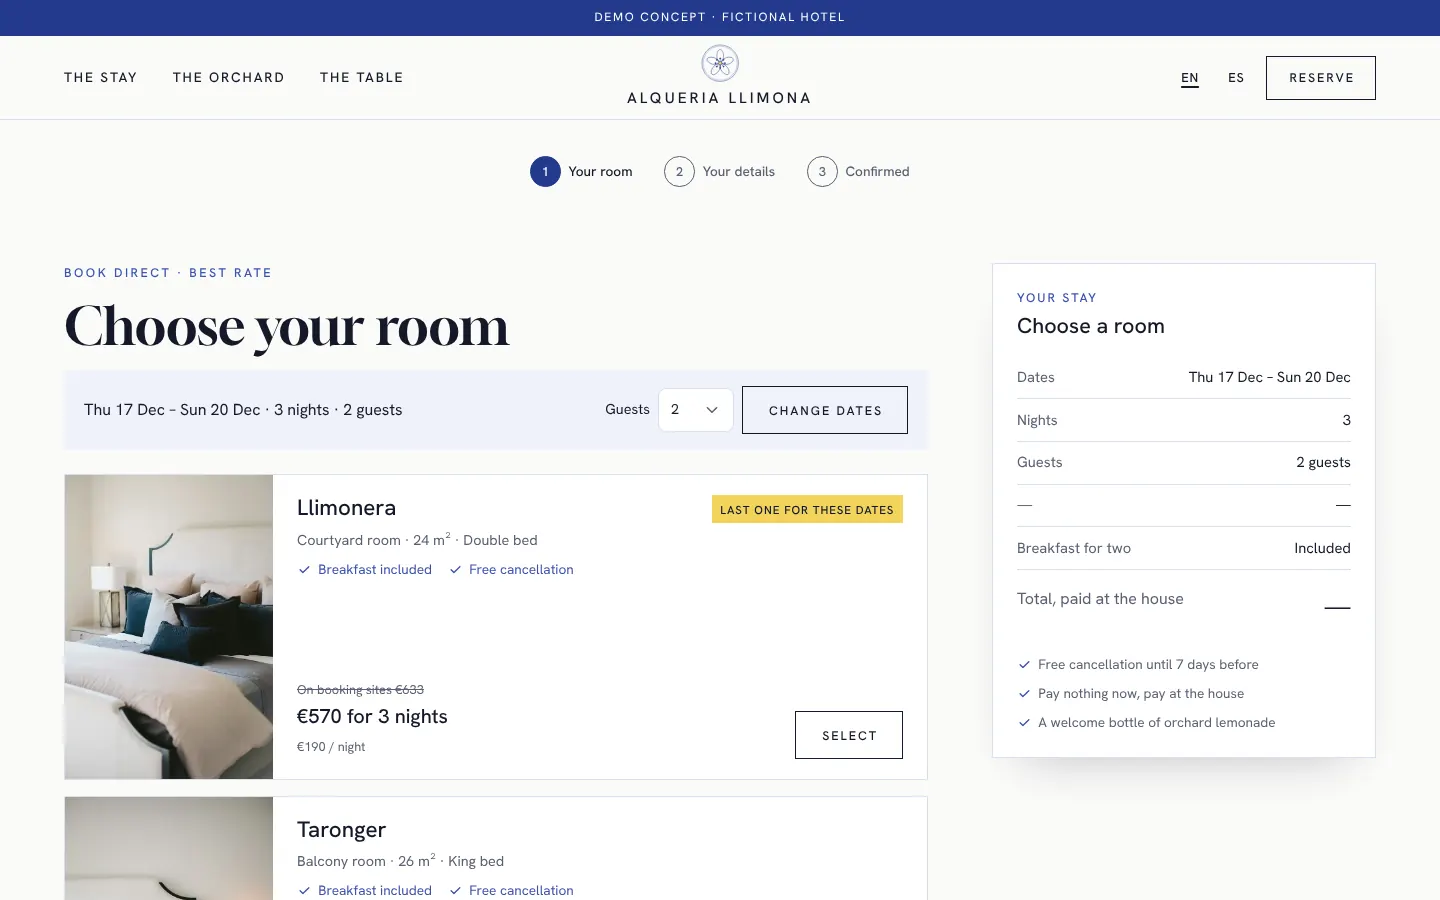 DEMO CONCEPT · FICTIONAL HOTEL
THE STAY THE ORCHARD THE TABLE
ALQUERIA LLIMONA
EN ES RESERVE
1 Your room 2 Your details 3 Confirmed
BOOK DIRECT · BEST RATE
Choose your room
Thu 17 Dec – Sun 20 Dec · 3 nights · 2 guests
Guests 2 CHANGE DATES
Llimonera
LAST ONE FOR THESE DATES
Courtyard room · 24 m² · Double bed
Breakfast included Free cancellation
On booking sites €633
€570 for 3 nights
€190 / night
SELECT
Taronger
Balcony room · 26 m² · King bed
Breakfast included Free cancellation
YOUR STAY
Choose a room
Dates Thu 17 Dec – Sun 20 Dec
Nights 3
Guests 2 guests
— —
Breakfast for two Included
Total, paid at the house —
Free cancellation until 7 days before
Pay nothing now, pay at the house
A welcome bottle of orchard lemonade